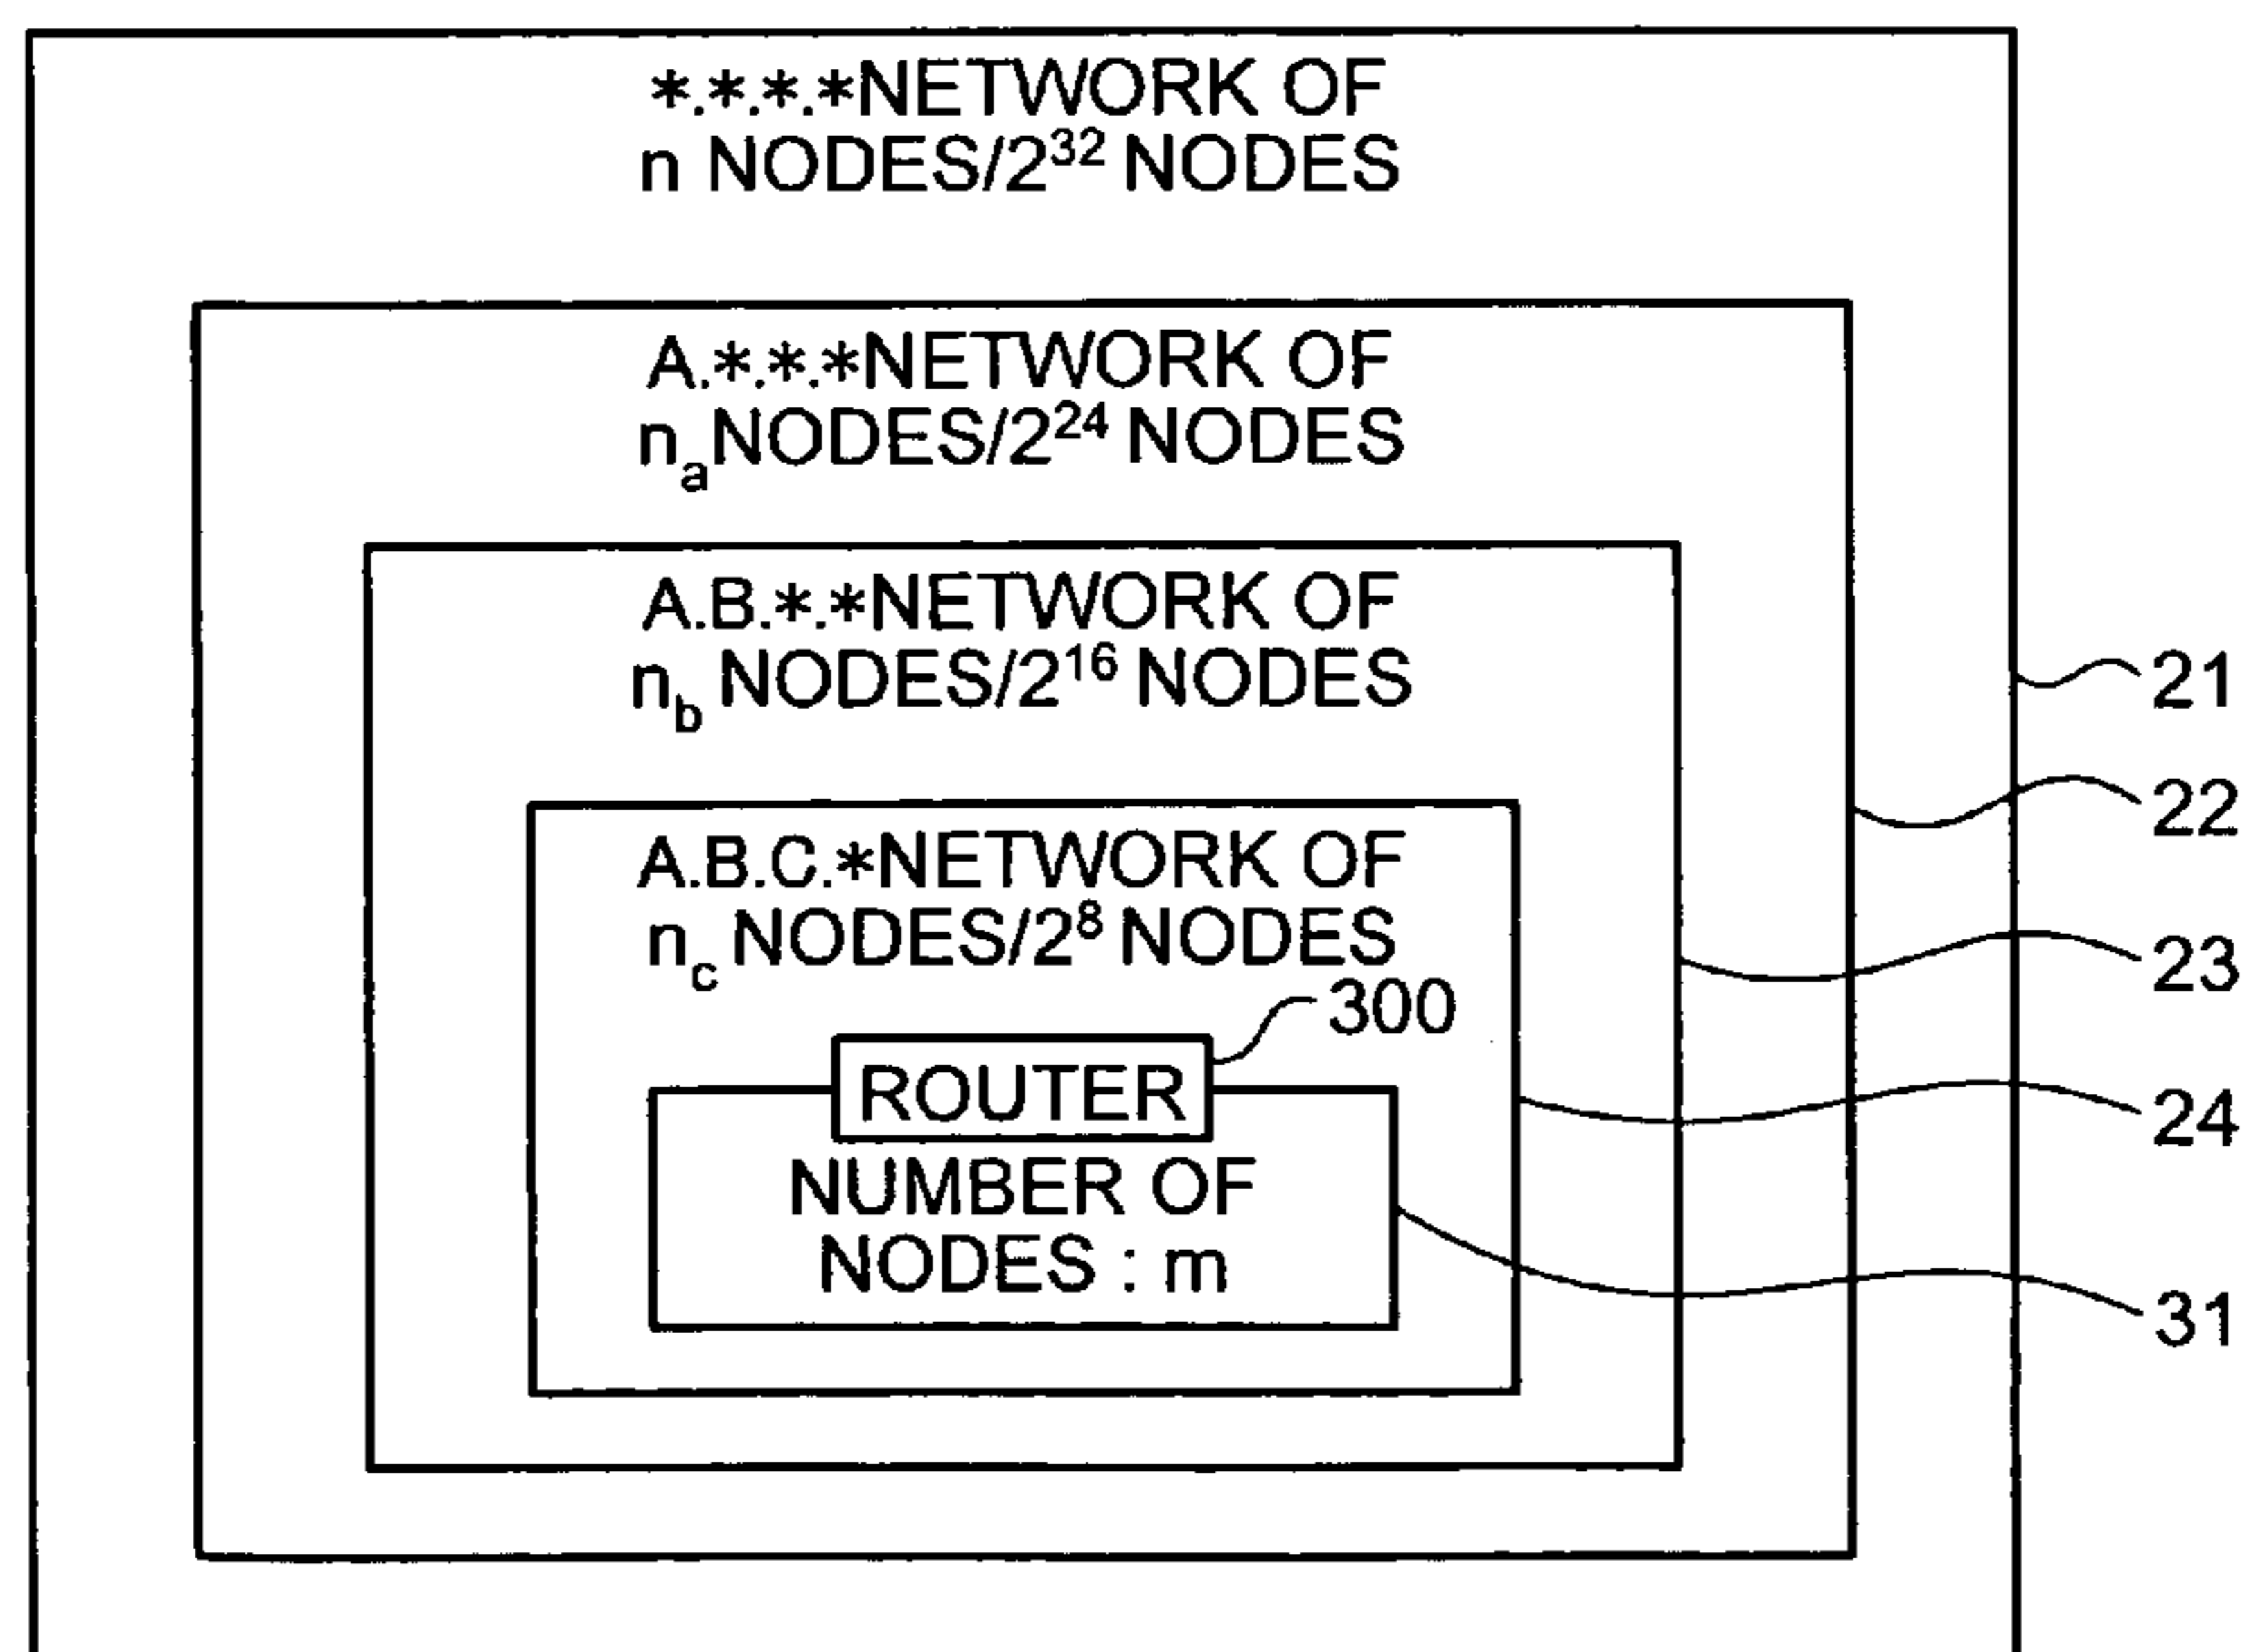 *.*.*.*NETWORK OF
n NODES/2³² NODES
A.*.*.*NETWORK OF
nₐNODES/2²⁴ NODES
A.B.*.*NETWORK OF
n_b NODES/2¹⁶ NODES
21
22
A.B.C.*NETWORK OF
n_c NODES/2⁸ NODES
23
300
ROUTER
24
NUMBER OF
NODES : m
31